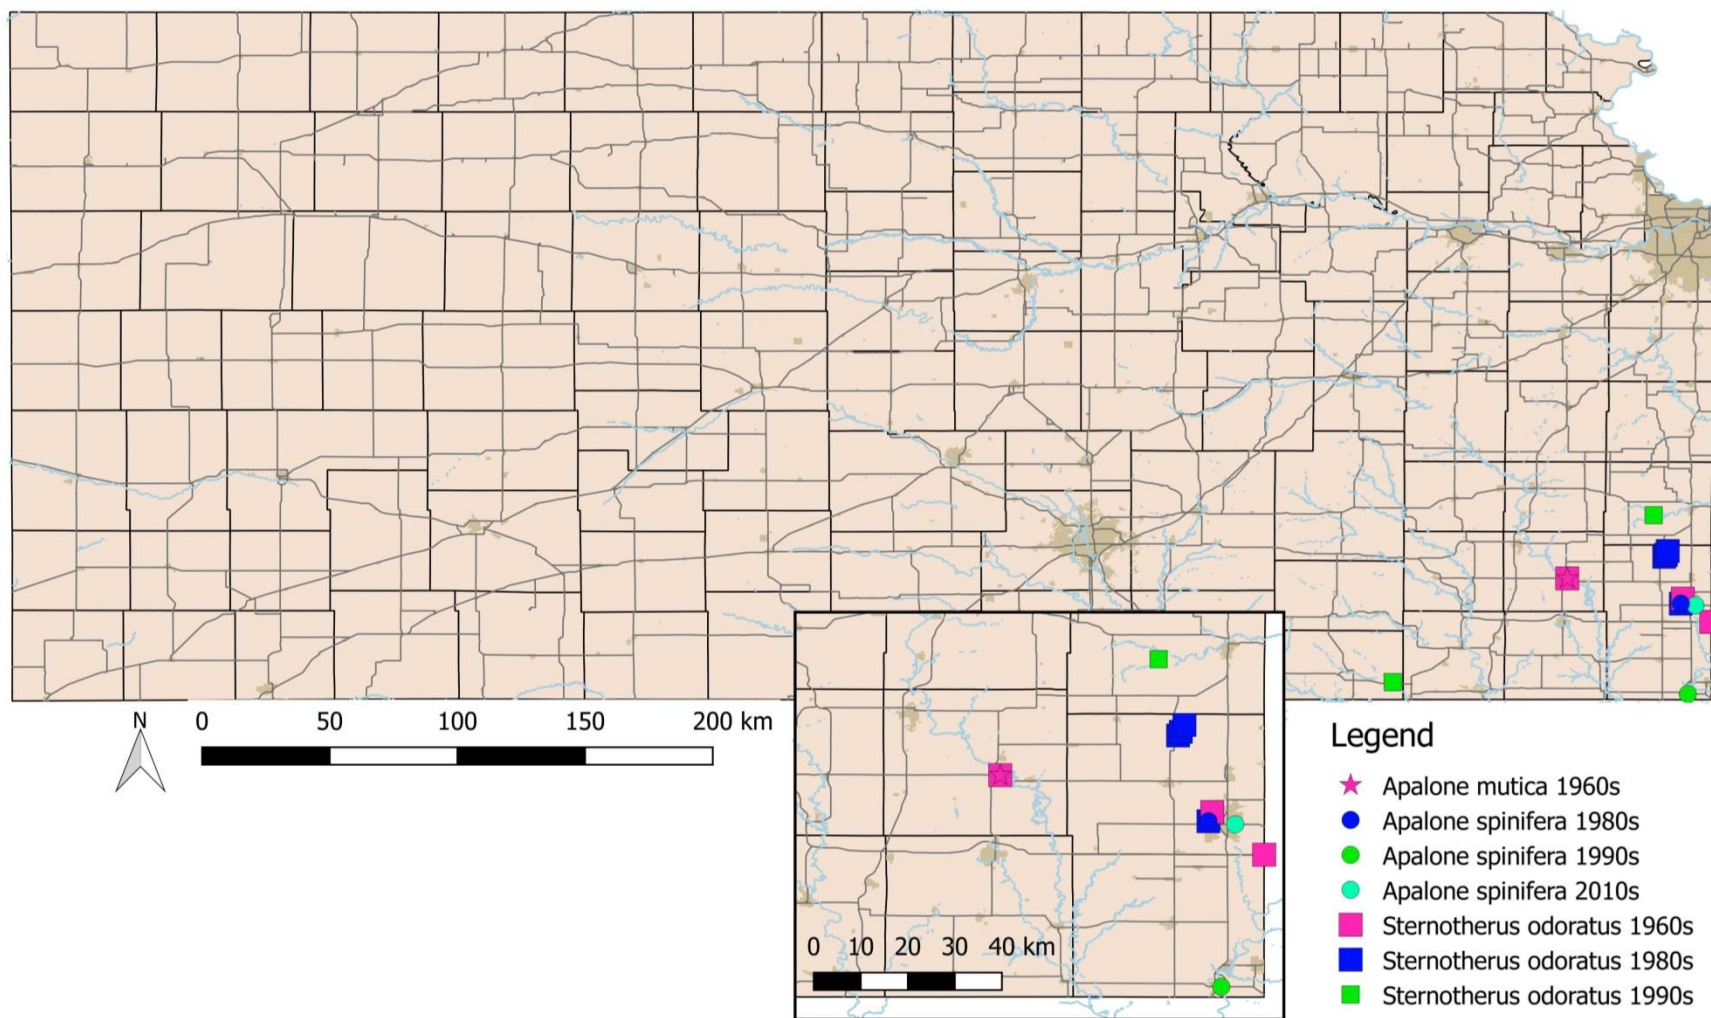 N 0 50 100 150 200 km
0 10 20 30 40 km
Legend
Apalone mutica 1960s
Apalone spinifera 1980s
Apalone spinifera 1990s
Apalone spinifera 2010s
Sternotherus odoratus 1960s
Sternotherus odoratus 1980s
Sternotherus odoratus 1990s